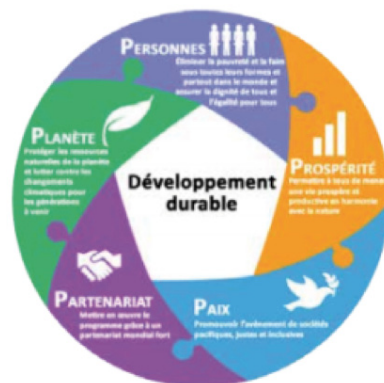 PERSONNES
Éliminer la pauvreté et la faim
sous toutes leurs formes et
partout dans le monde et
assurer la dignité de tous et
l'égalité pour tous
PROSPÉRITÉ
Permettre à tous de mener
une vie prospère et
productive en harmonie
avec la nature
PAIX
Promouvoir l'avènement de sociétés
pacifiques, justes et inclusives
PARTENARIAT
Mettre en œuvre le
programme grâce à un
partenariat mondial fort
PLANÈTE
Protéger les ressources
naturelles de la planète
et lutter contre les
changements
climatiques pour
les générations
à venir
Développement
durable